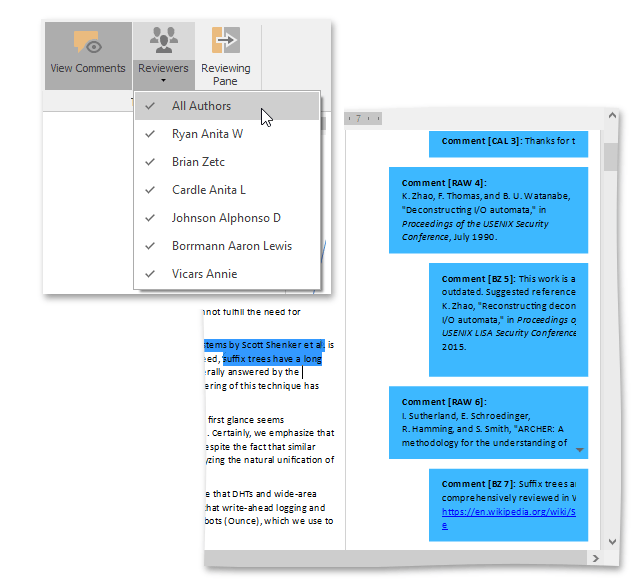 View Comments
Reviewers
Reviewing
Pane
All Authors
Ryan Anita W
Brian Zetc
Cardle Anita L
Johnson Alphonso D
Borrmann Aaron Lewis
Vicars Annie
nnot fulfill the need for
stems by Scott Shenker et al. is
eed, suffix trees have a long
erally answered by the
ering of this technique has
first glance seems
. Certainly, we emphasize that
espite the fact that similar
yzing the natural unification of
e that DHTs and wide-area
that write-ahead logging and
bots (Ounce), which we use to
7
Comment [CAL 3]: Thanks for t
Comment [RAW 4]:
K. Zhao, F. Thomas, and B. U. Watanabe,
"Deconstructing I/O automata," in
Proceedings of the USENIX Security
Conference, July 1990.
Comment [BZ 5]: This work is a
outdated. Suggested reference
K. Zhao, "Reconstructing decon
I/O automata," in Proceedings o
USENIX LISA Security Conference
2015.
Comment [RAW 6]:
I. Sutherland, E. Schroedinger,
R. Hamming, and S. Smith, "ARCHER: A
methodology for the understanding of
Comment [BZ 7]: Suffix trees ar
comprehensively reviewed in W
https://en.wikipedia.org/wiki/S
e